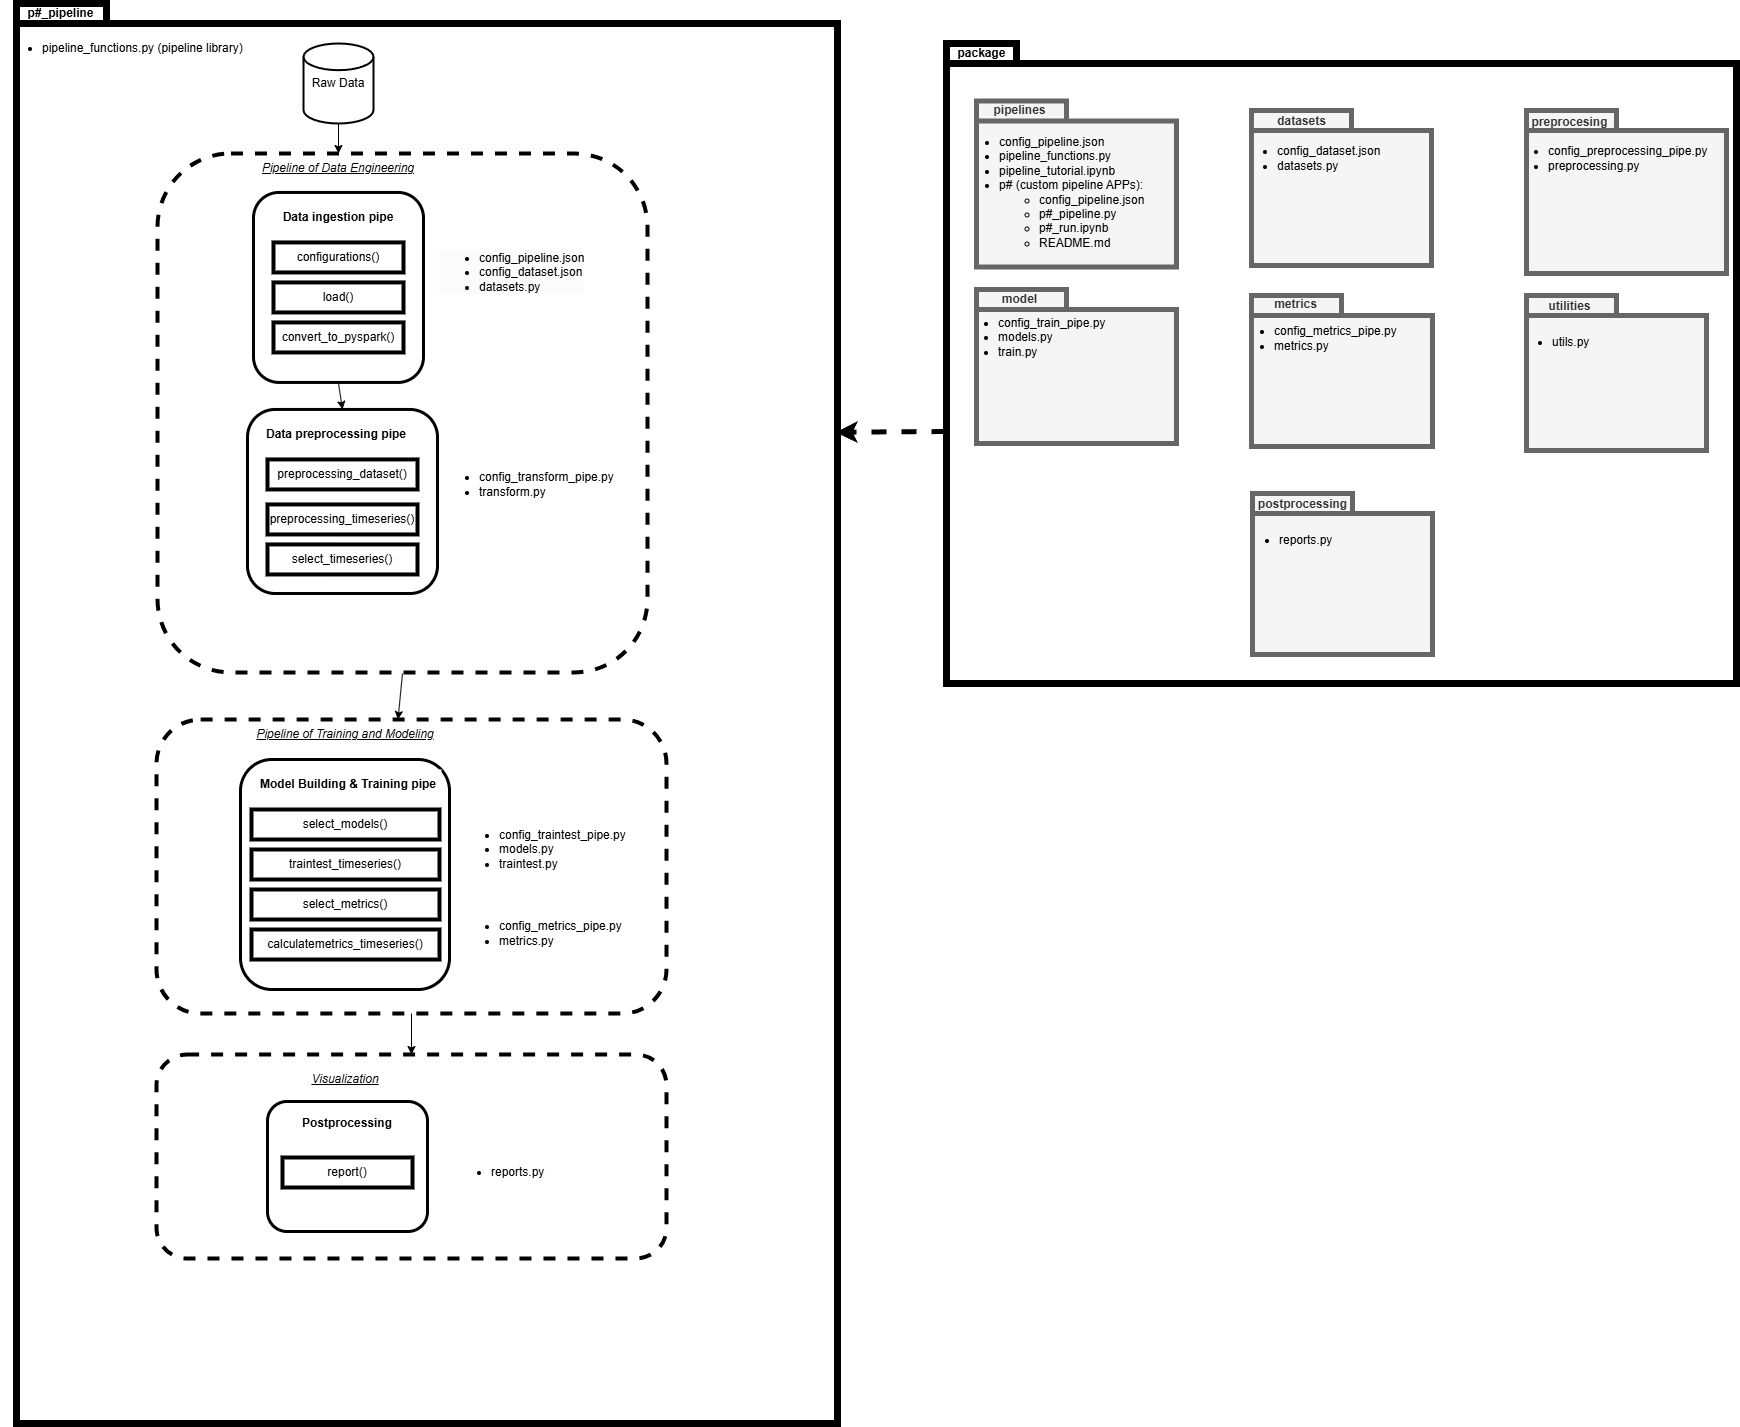 p#_pipeline
pipeline_functions.py (pipeline library)
Raw Data
Pipeline of Data Engineering
Data ingestion pipe
configurations()
load()
convert_to_pyspark()
config_pipeline.json
config_dataset.json
datasets.py
Data preprocessing pipe
preprocessing_dataset()
preprocessing_timeseries()
select_timeseries()
config_transform_pipe.py
transform.py
Pipeline of Training and Modeling
Model Building & Training pipe
select_models()
traintest_timeseries()
select_metrics()
calculatemetrics_timeseries()
config_traintest_pipe.py
models.py
traintest.py
config_metrics_pipe.py
metrics.py
Visualization
Postprocessing
report()
reports.py
package
pipelines
config_pipeline.json
pipeline_functions.py
pipeline_tutorial.ipynb
p# (custom pipeline APPs):
config_pipeline.json
p#_pipeline.py
p#_run.ipynb
README.md
datasets
config_dataset.json
datasets.py
preprocesing
config_preprocessing_pipe.py
preprocessing.py
model
config_train_pipe.py
models.py
train.py
metrics
config_metrics_pipe.py
metrics.py
utilities
utils.py
postprocessing
reports.py